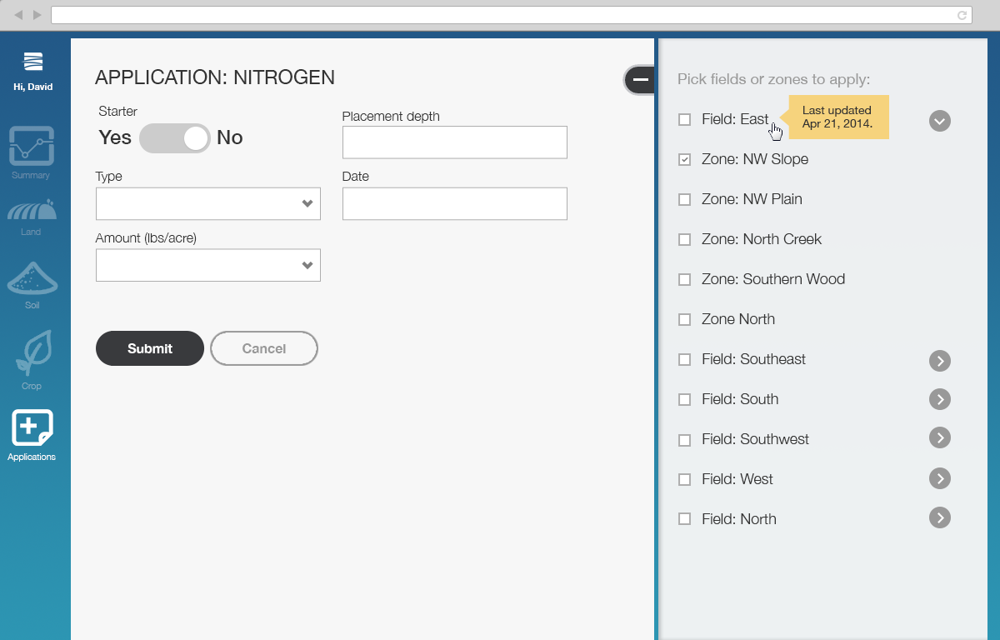 Hi, David
Summary
Land
Soil
Crop
Applications
APPLICATION: NITROGEN
Starter
Yes No
Placement depth
Type
Date
Amount (lbs/acre)
Submit
Cancel
Pick fields or zones to apply:
Field: East
Last updated
Apr 21, 2014.
Zone: NW Slope
Zone: NW Plain
Zone: North Creek
Zone: Southern Wood
Zone North
Field: Southeast
Field: South
Field: Southwest
Field: West
Field: North